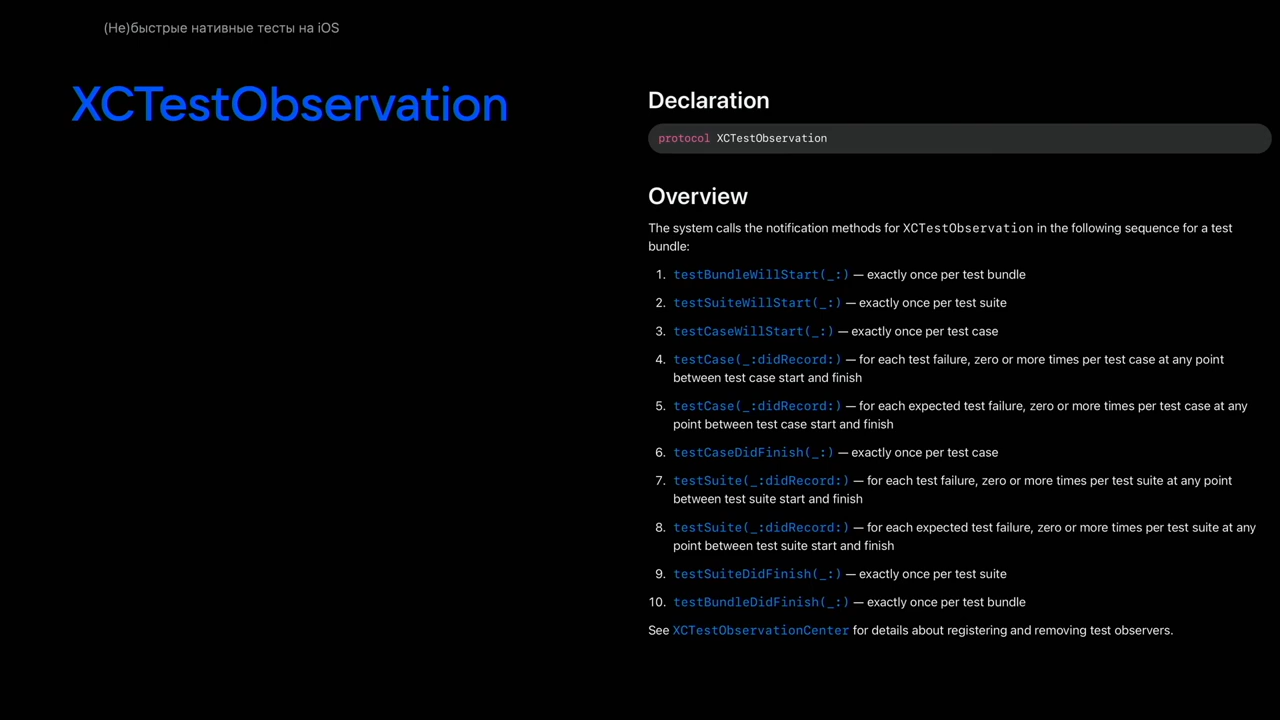 (Не)быстрые нативные тесты на iOS
XCTestObservation
Declaration
protocol XCTestObservation
Overview
The system calls the notification methods for XCTestObservation in the following sequence for a test
bundle:
1. testBundleWillStart(_:) — exactly once per test bundle
2. testSuiteWillStart(_:) — exactly once per test suite
3. testCaseWillStart(_:) — exactly once per test case
4. testCase(_:didRecord:) — for each test failure, zero or more times per test case at any point
between test case start and finish
5. testCase(_:didRecord:) — for each expected test failure, zero or more times per test case at any
point between test case start and finish
6. testCaseDidFinish(_:) — exactly once per test case
7. testSuite(_:didRecord:) — for each test failure, zero or more times per test suite at any point
between test suite start and finish
8. testSuite(_:didRecord:) — for each expected test failure, zero or more times per test suite at any
point between test suite start and finish
9. testSuiteDidFinish(_:) — exactly once per test suite
10. testBundleDidFinish(_:) — exactly once per test bundle
See XCTestObservationCenter for details about registering and removing test observers.